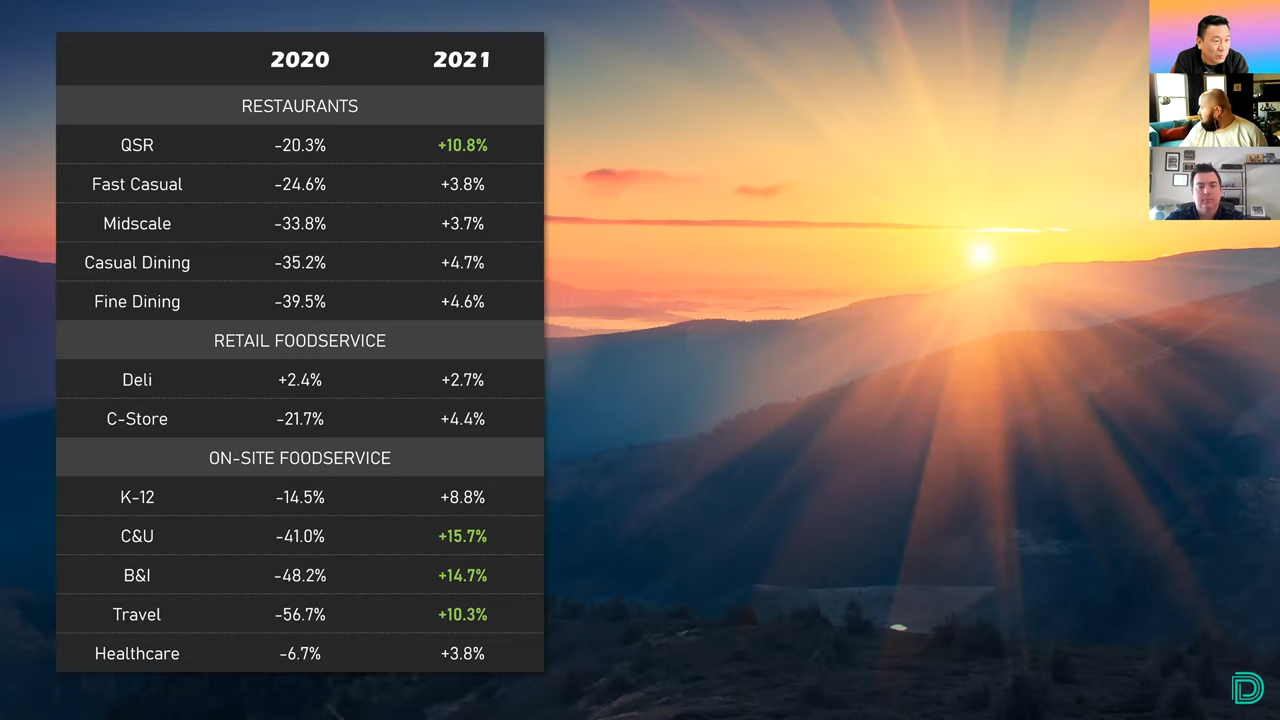 2020 2021
RESTAURANTS
QSR -20.3% +10.8%
Fast Casual -24.6% +3.8%
Midscale -33.8% +3.7%
Casual Dining -35.2% +4.7%
Fine Dining -39.5% +4.6%
RETAIL FOODSERVICE
Deli +2.4% +2.7%
C-Store -21.7% +4.4%
ON-SITE FOODSERVICE
K-12 -14.5% +8.8%
C&U -41.0% +15.7%
B&I -48.2% +14.7%
Travel -56.7% +10.3%
Healthcare -6.7% +3.8%